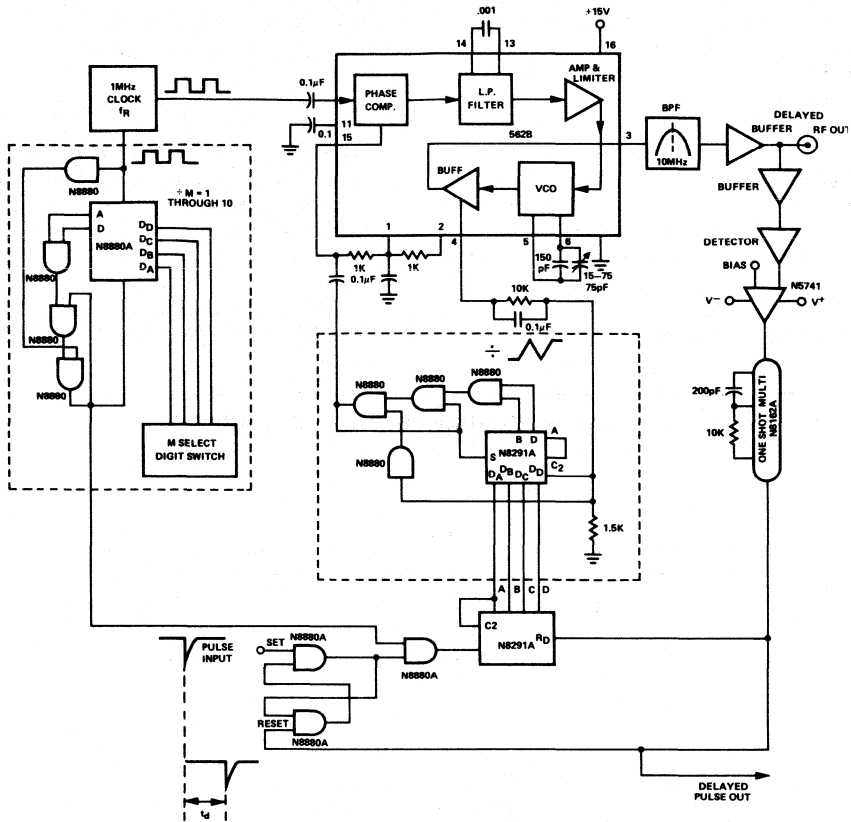 +15V
.001
14
13
16
1MHz
CLOCK
fR
0.1µF
PHASE
COMP.
L.P.
FILTER
AMP &
LIMITER
11
0.1
15
562B
3
BPF
10MHz
DELAYED
BUFFER
RF OUT
BUFFER
DETECTOR
BIAS
N5741
V−
V+
BUFF
VCO
1
2
4
5
6
1K
1K
0.1µF
150
pF
15–75
75pF
10K
0.1µF
N8880
÷ M = 1
THROUGH 10
A
D
DD
DC
DB
DA
N8880A
N8880
N8880
N8880
M SELECT
DIGIT SWITCH
÷
N8880
N8880
N8880
N8880
B
D
A
S
N8291A
C2
DA
DB
DC
DD
1.5K
200pF
10K
ONE SHOT MULTI
N8162A
A
B
C
D
C2
N8291A
RD
PULSE
INPUT
SET
N8880A
N8880A
RESET
N8880A
td
DELAYED
PULSE OUT